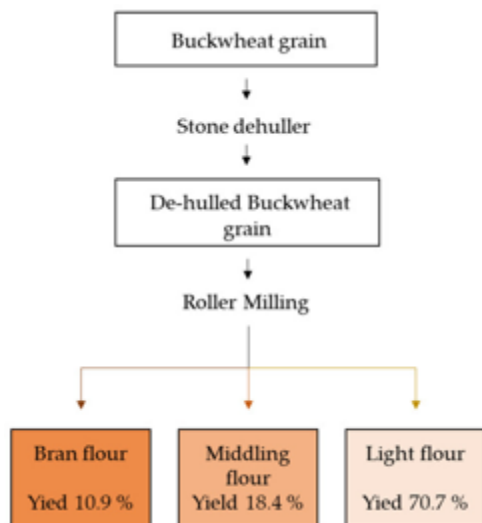 Buckwheat grain
Stone dehuller
De-hulled Buckwheat
grain
Roller Milling
Bran flour
Yied 10.9 %
Middling
flour
Yield 18.4 %
Light flour
Yied 70.7 %